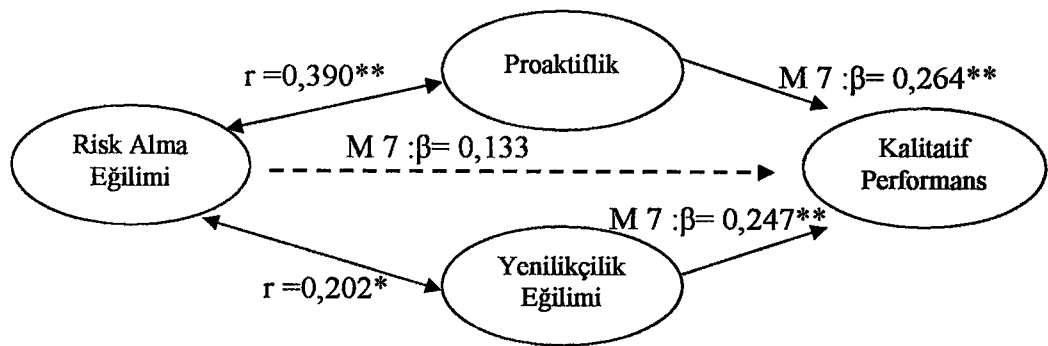 Proaktiflik
r =0,390**
M 7 :β= 0,264**
Risk Alma
Eğilimi
M 7 :β= 0,133
Kalitatif
Performans
M 7 :β= 0,247**
r =0,202*
Yenilikçilik
Eğilimi